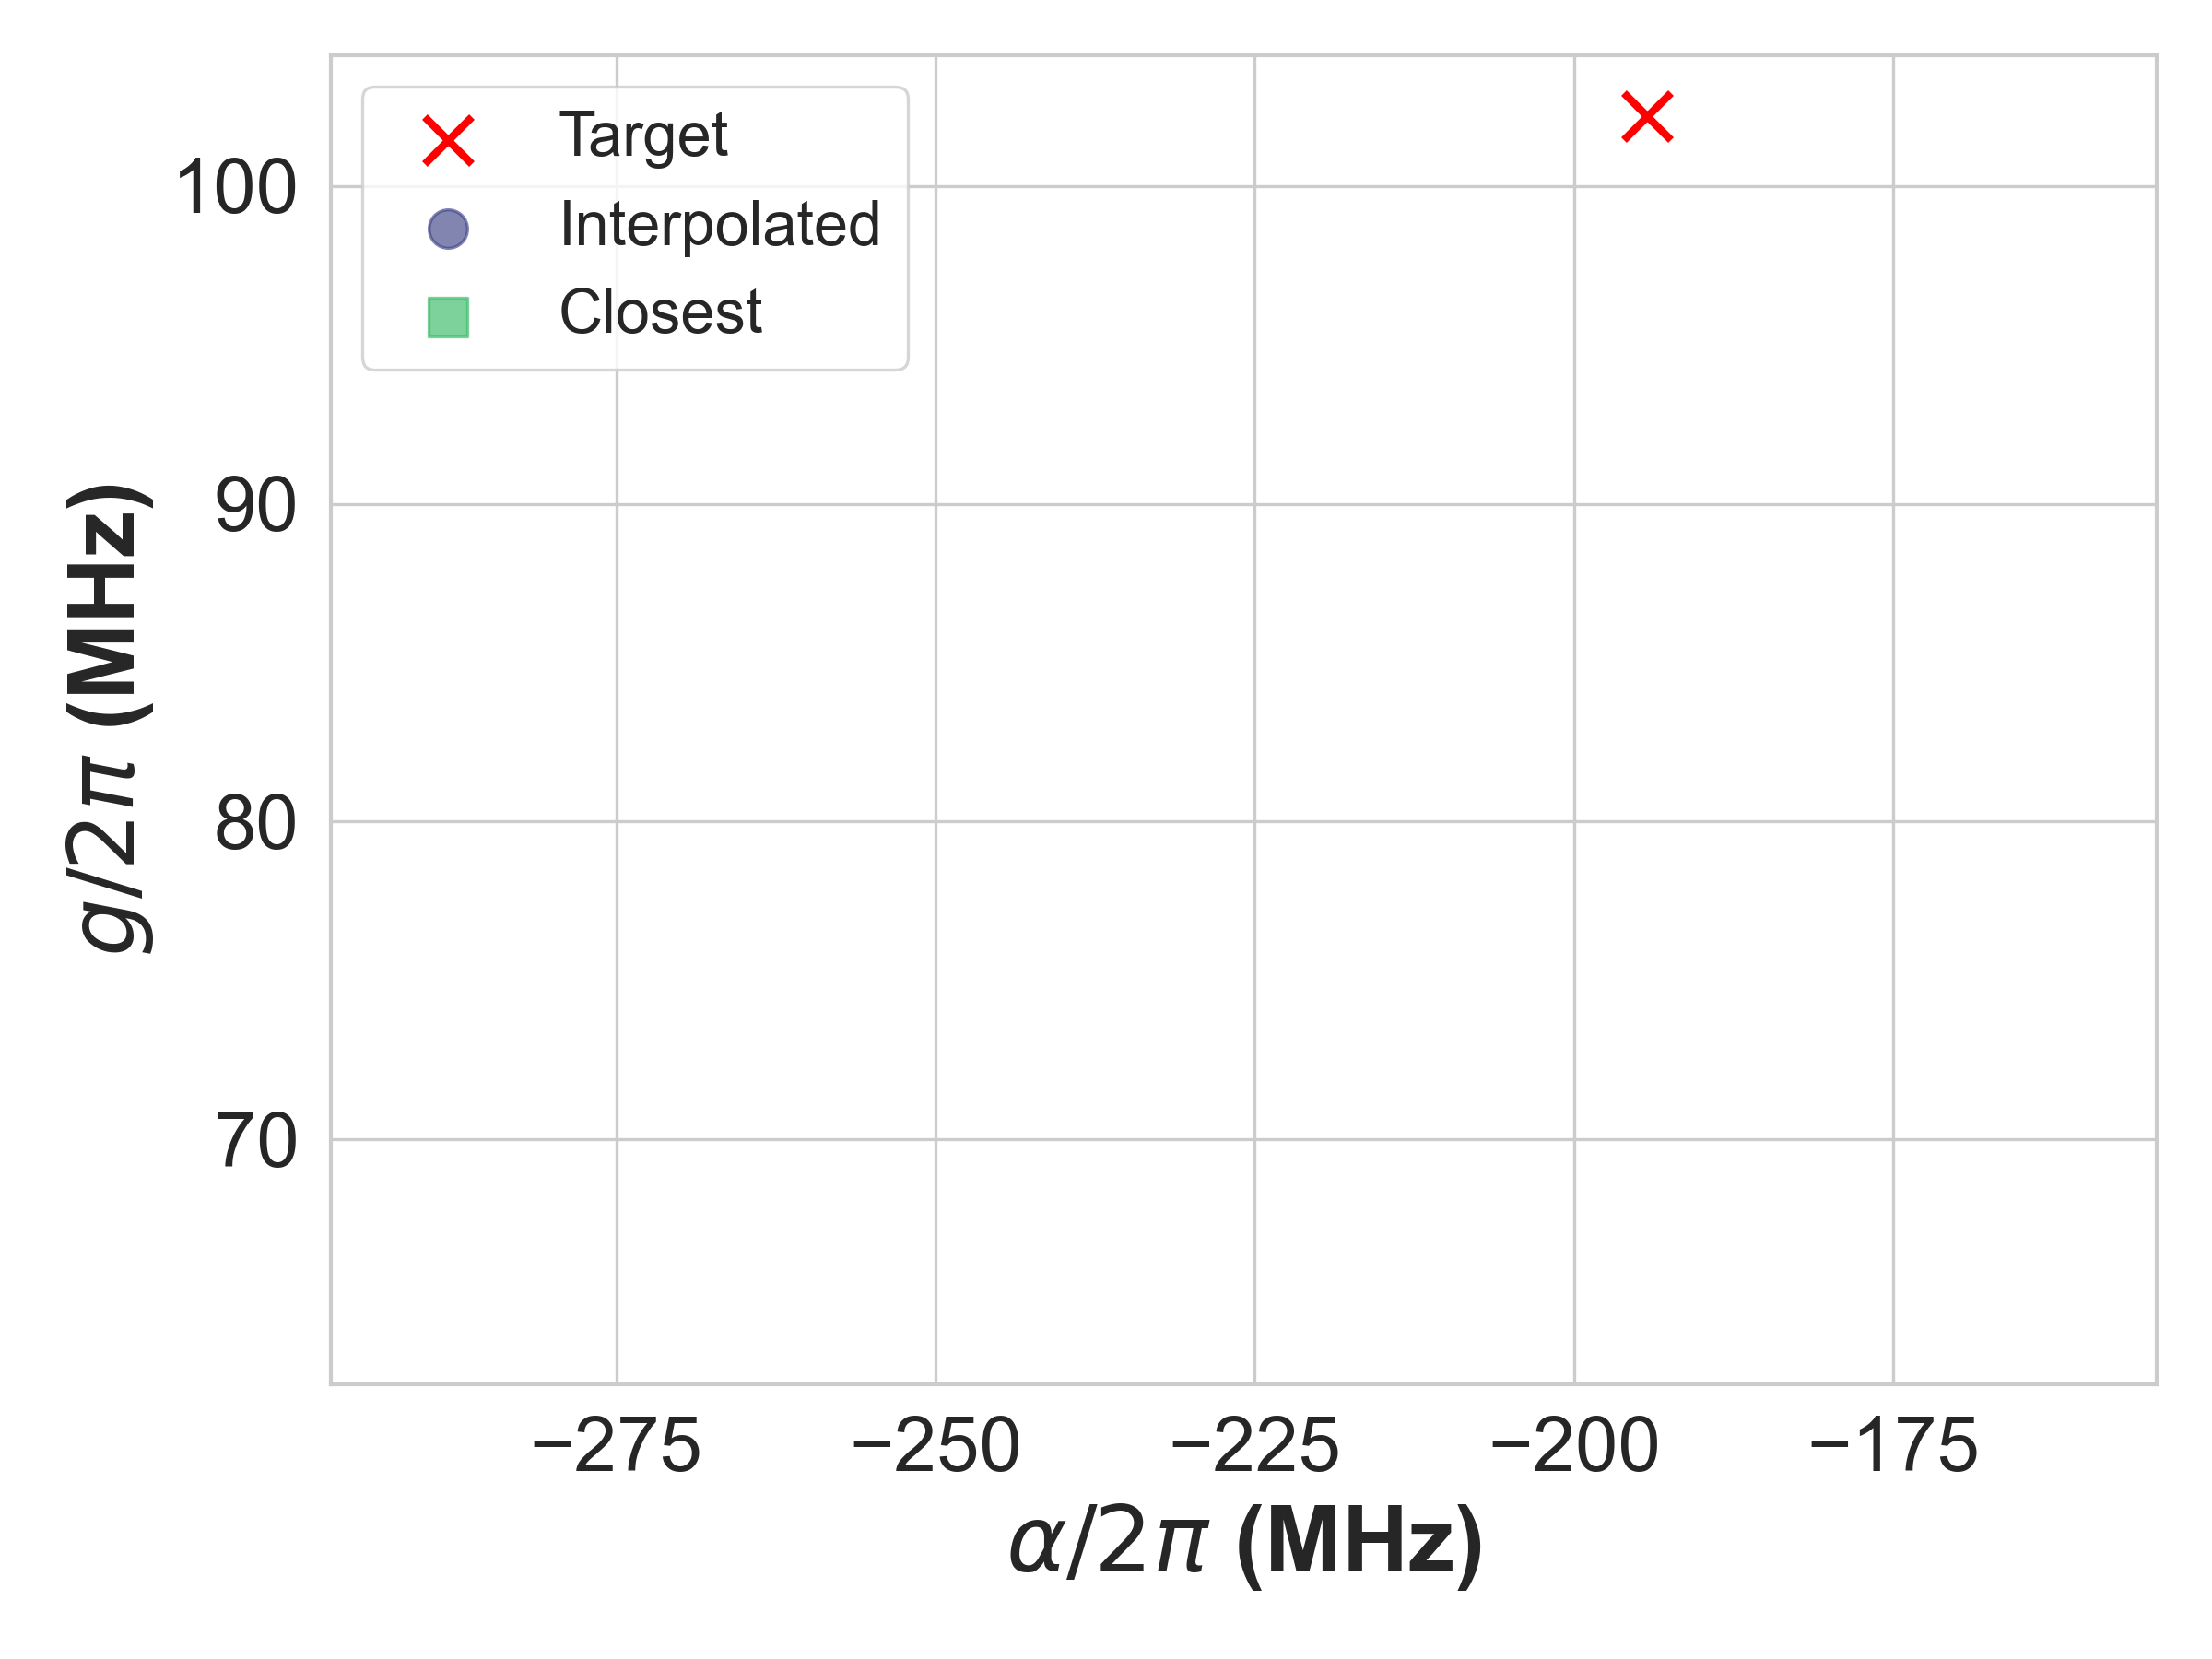 Target
Interpolated
Closest
100
90
80
70
g/2π (MHz)
−275 −250 −225 −200 −175
α/2π (MHz)